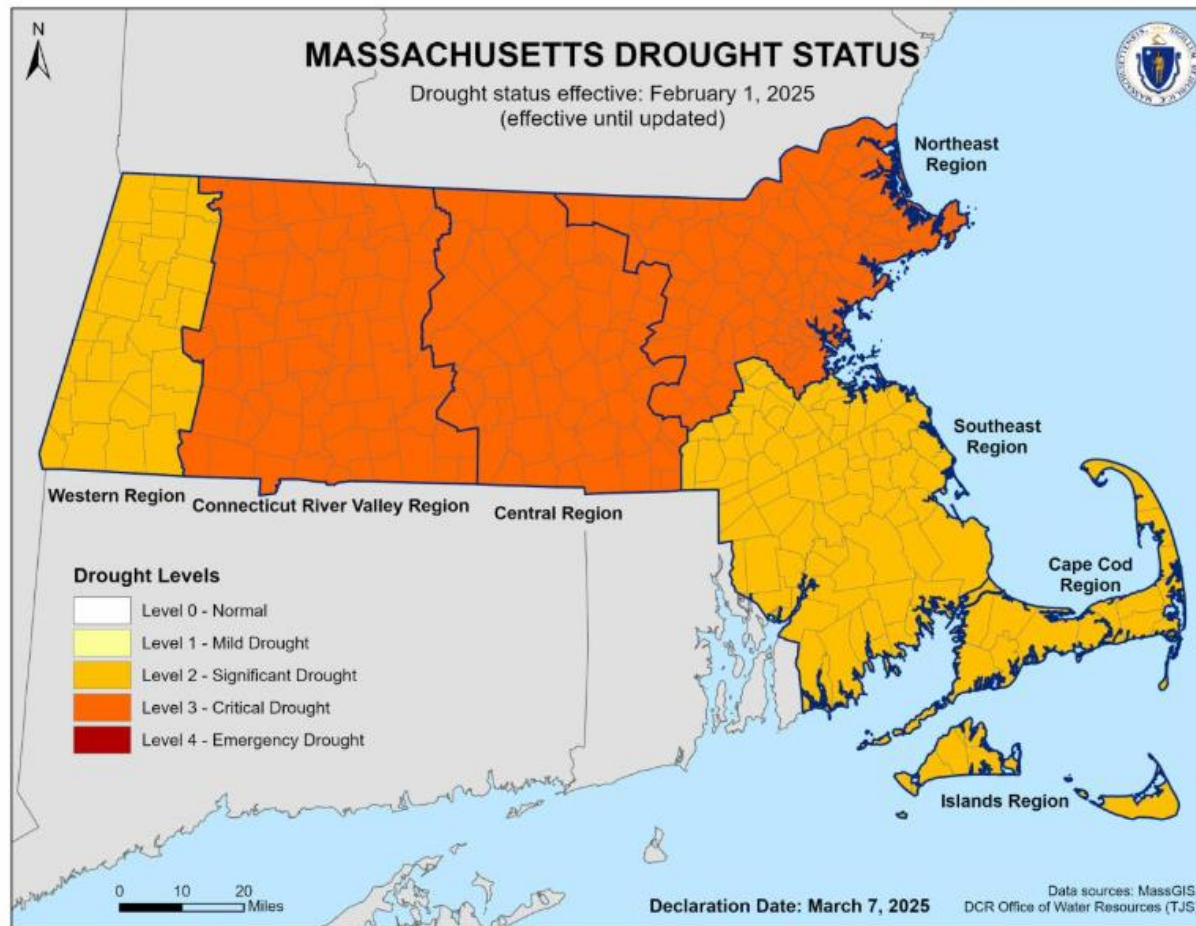 N
MASSACHUSETTS DROUGHT STATUS
Drought status effective: February 1, 2025
(effective until updated)
Northeast
Region
Southeast
Region
Cape Cod
Region
Western Region
Connecticut River Valley Region
Central Region
Islands Region
Drought Levels
Level 0 - Normal
Level 1 - Mild Drought
Level 2 - Significant Drought
Level 3 - Critical Drought
Level 4 - Emergency Drought
0 10 20
Miles
Declaration Date: March 7, 2025
Data sources: MassGIS
DCR Office of Water Resources (TJS)